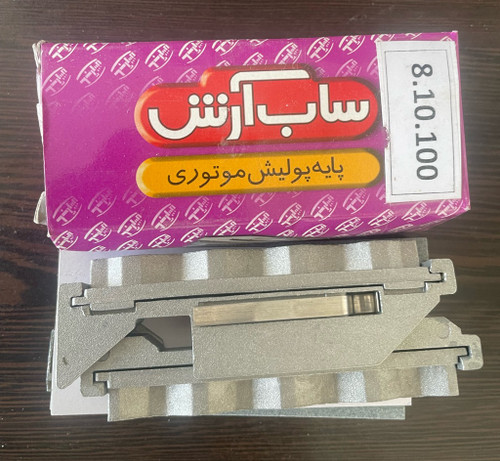 ساب آرش
پایه پولیش موتوری
8.10.100